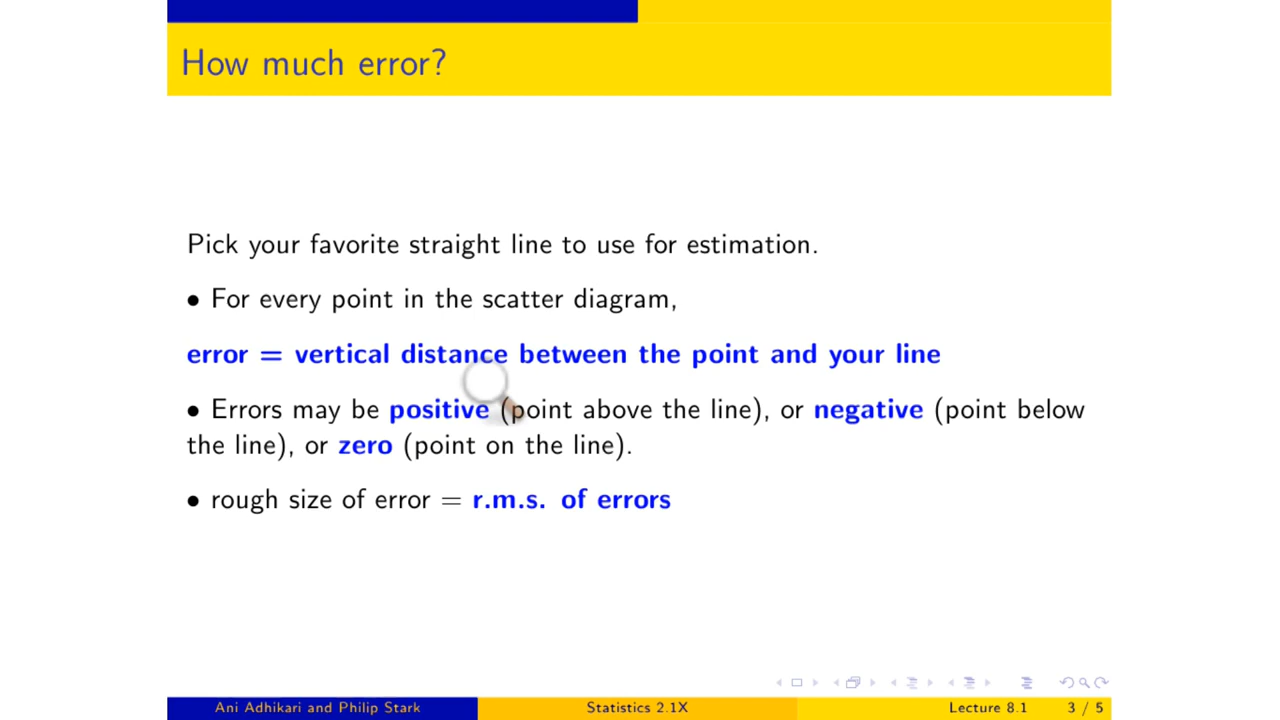 How much error?
Pick your favorite straight line to use for estimation.
• For every point in the scatter diagram,
error = vertical distance between the point and your line
• Errors may be positive (point above the line), or negative (point below
the line), or zero (point on the line).
• rough size of error = r.m.s. of errors
Ani Adhikari and Philip Stark Statistics 2.1X Lecture 8.1 3 / 5